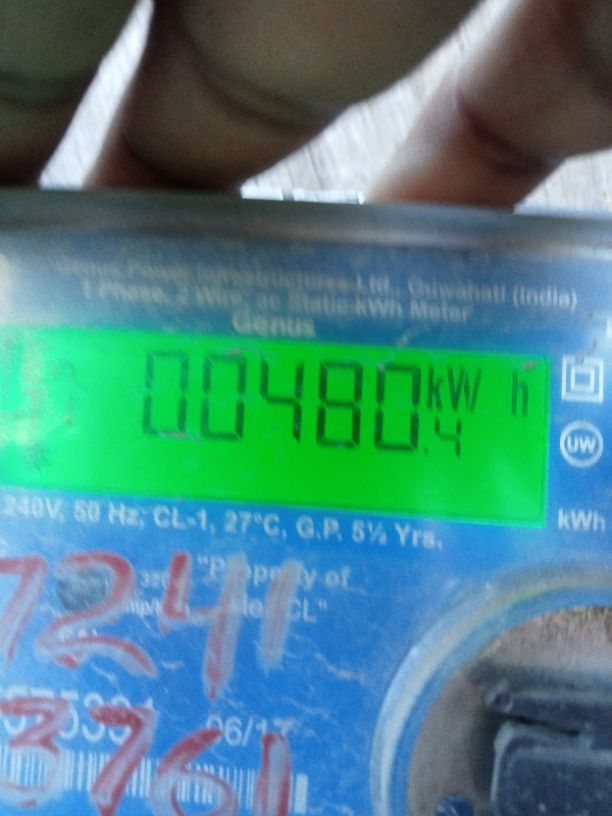 Genus Power Infrastructures Ltd., Guwahati (India)
1 Phase, 2 Wire, ac Static kWh Meter
Genus
00480.4 kW h
UW
kWh
240V, 50 Hz, CL-1, 27°C, G.P. 5½ Yrs.
"Property of
7241
06/17
3761